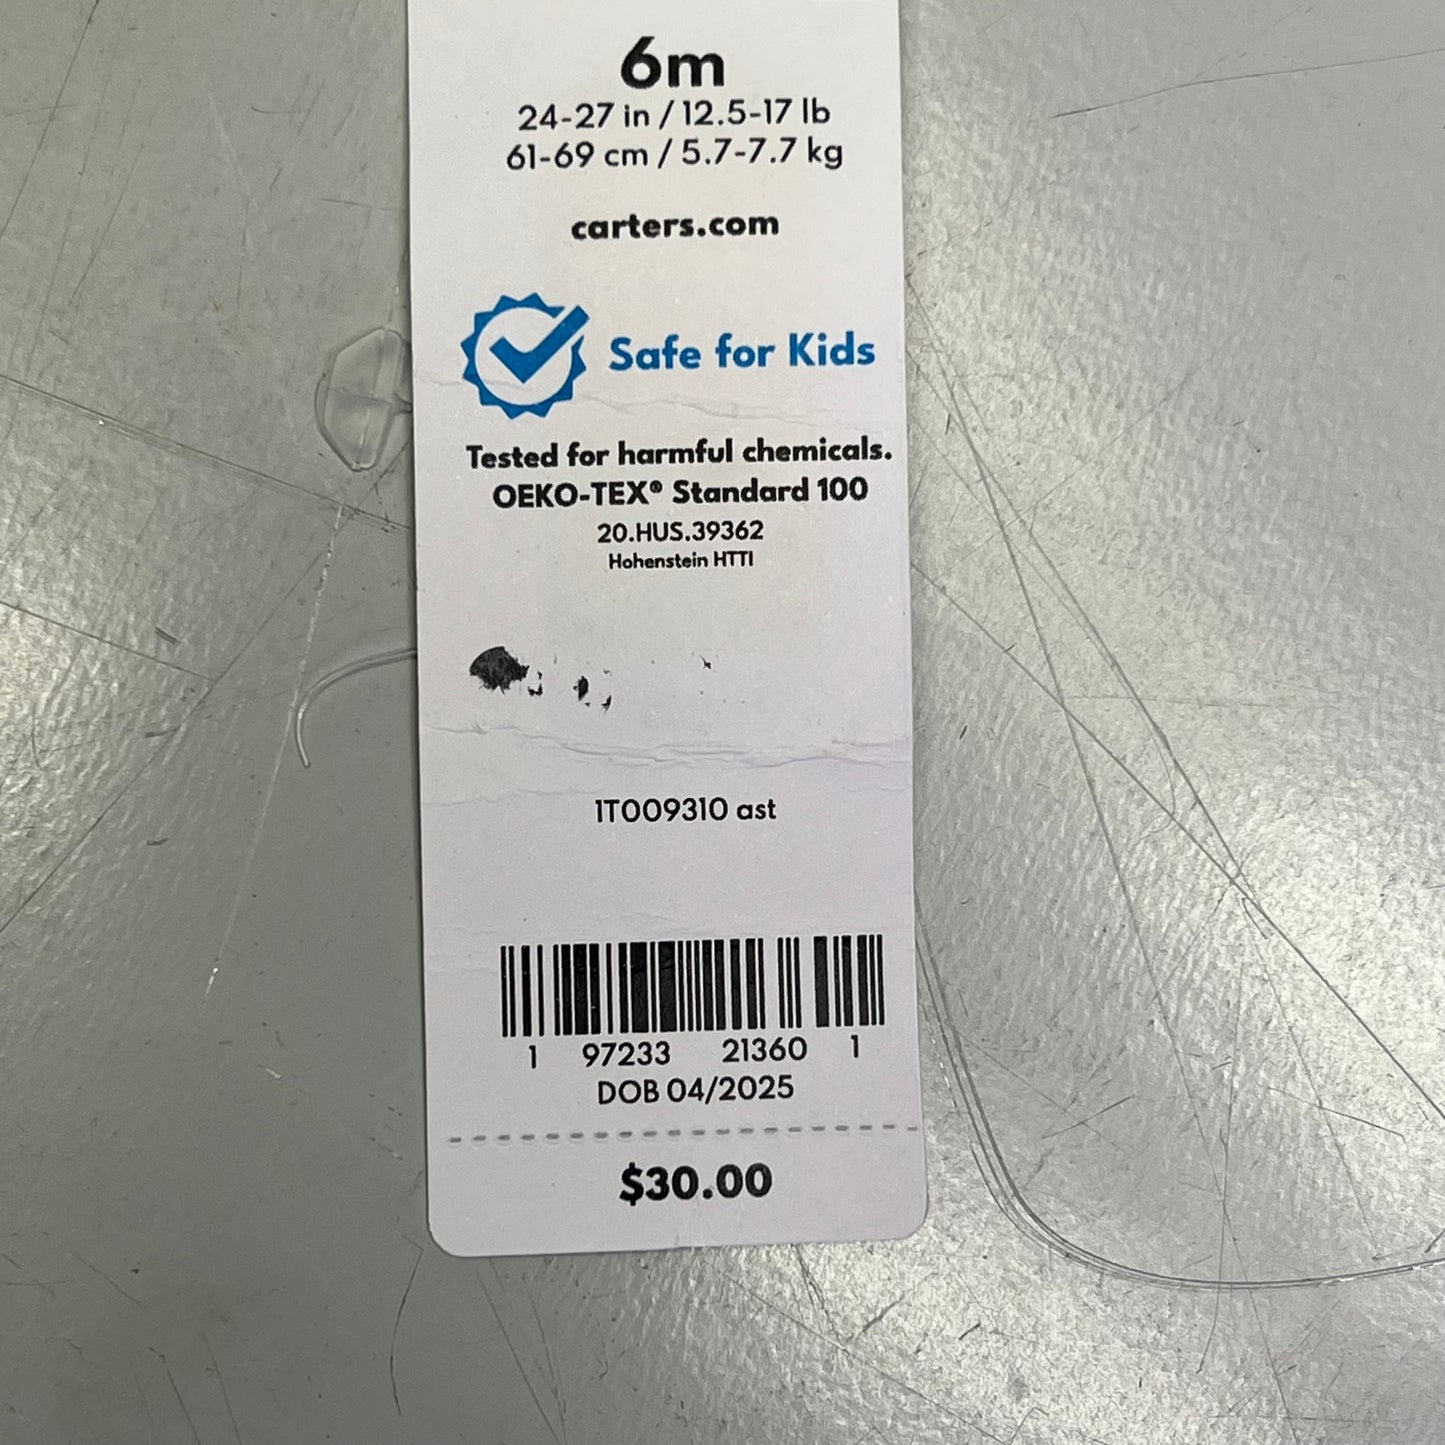 6m
24-27 in / 12.5-17 lb
61-69 cm / 5.7-7.7 kg
carters.com
Safe for Kids
Tested for harmful chemicals.
OEKO-TEX® Standard 100
20.HUS.39362
Hohenstein HTTI
1T009310 ast
1 97233 21360 1
DOB 04/2025
$30.00